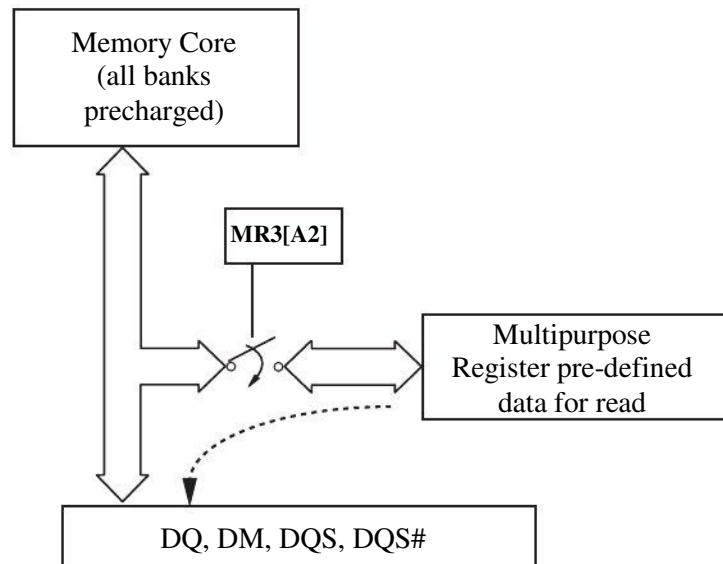 Memory Core
(all banks
precharged)
MR3[A2]
Multipurpose
Register pre-defined
data for read
DQ, DM, DQS, DQS#